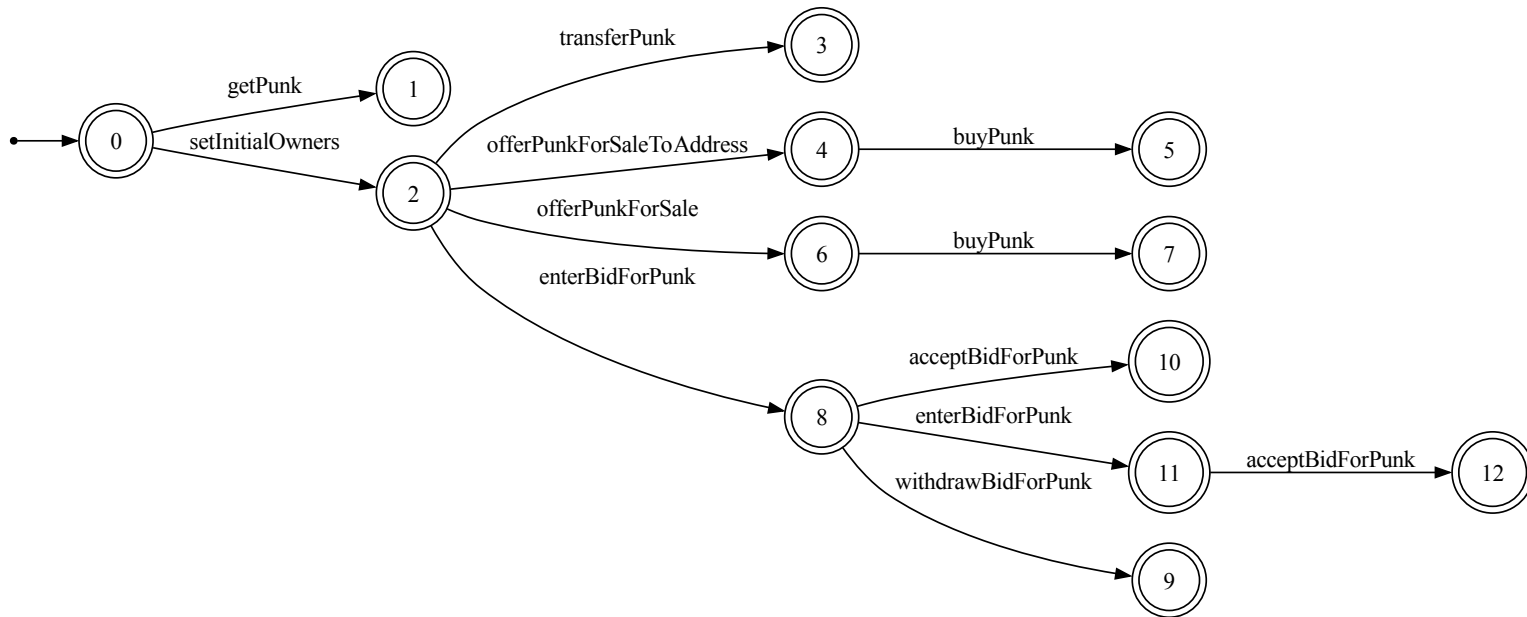 0
getPunk
1
setInitialOwners
2
transferPunk
3
offerPunkForSaleToAddress
4
buyPunk
5
offerPunkForSale
6
buyPunk
7
enterBidForPunk
8
acceptBidForPunk
10
enterBidForPunk
11
acceptBidForPunk
12
withdrawBidForPunk
9